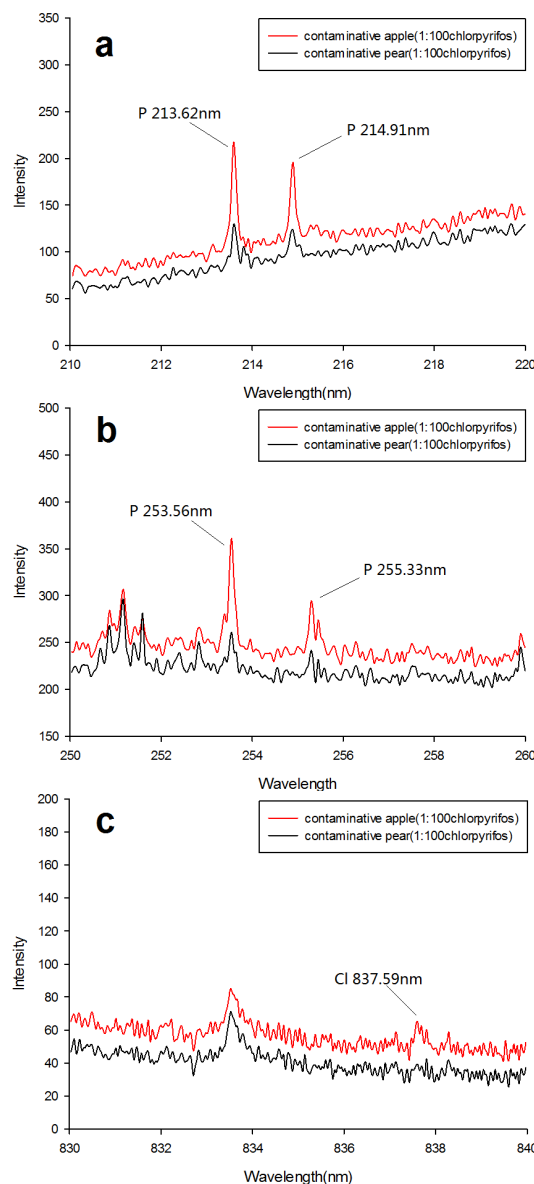 a
contaminative apple(1:100chlorpyrifos)
contaminative pear(1:100chlorpyrifos)
P 213.62nm
P 214.91nm
Intensity
350
300
250
200
150
100
50
0
210 212 214 216 218 220
Wavelength(nm)
b
contaminative apple(1:100chlorpyrifos)
contaminative pear(1:100chlorpyrifos)
P 253.56nm
P 255.33nm
Intensity
500
450
400
350
300
250
200
150
250 252 254 256 258 260
Wavelength
c
contaminative apple(1:100chlorpyrifos)
contaminative pear(1:100chlorpyrifos)
Cl 837.59nm
Intensity
200
180
160
140
120
100
80
60
40
20
0
830 832 834 836 838 840
Wavelength(nm)